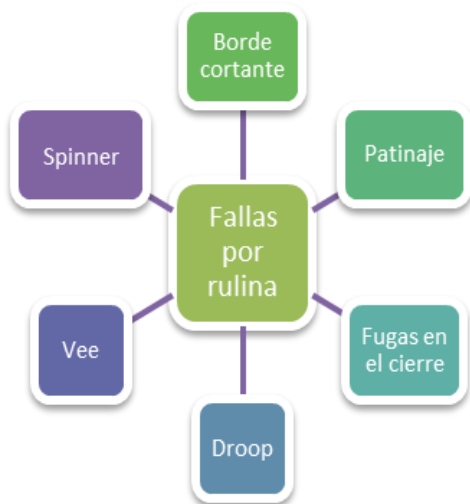 Borde
cortante
Spinner
Patinaje
Fallas
por
rulina
Vee
Fugas en
el cierre
Droop